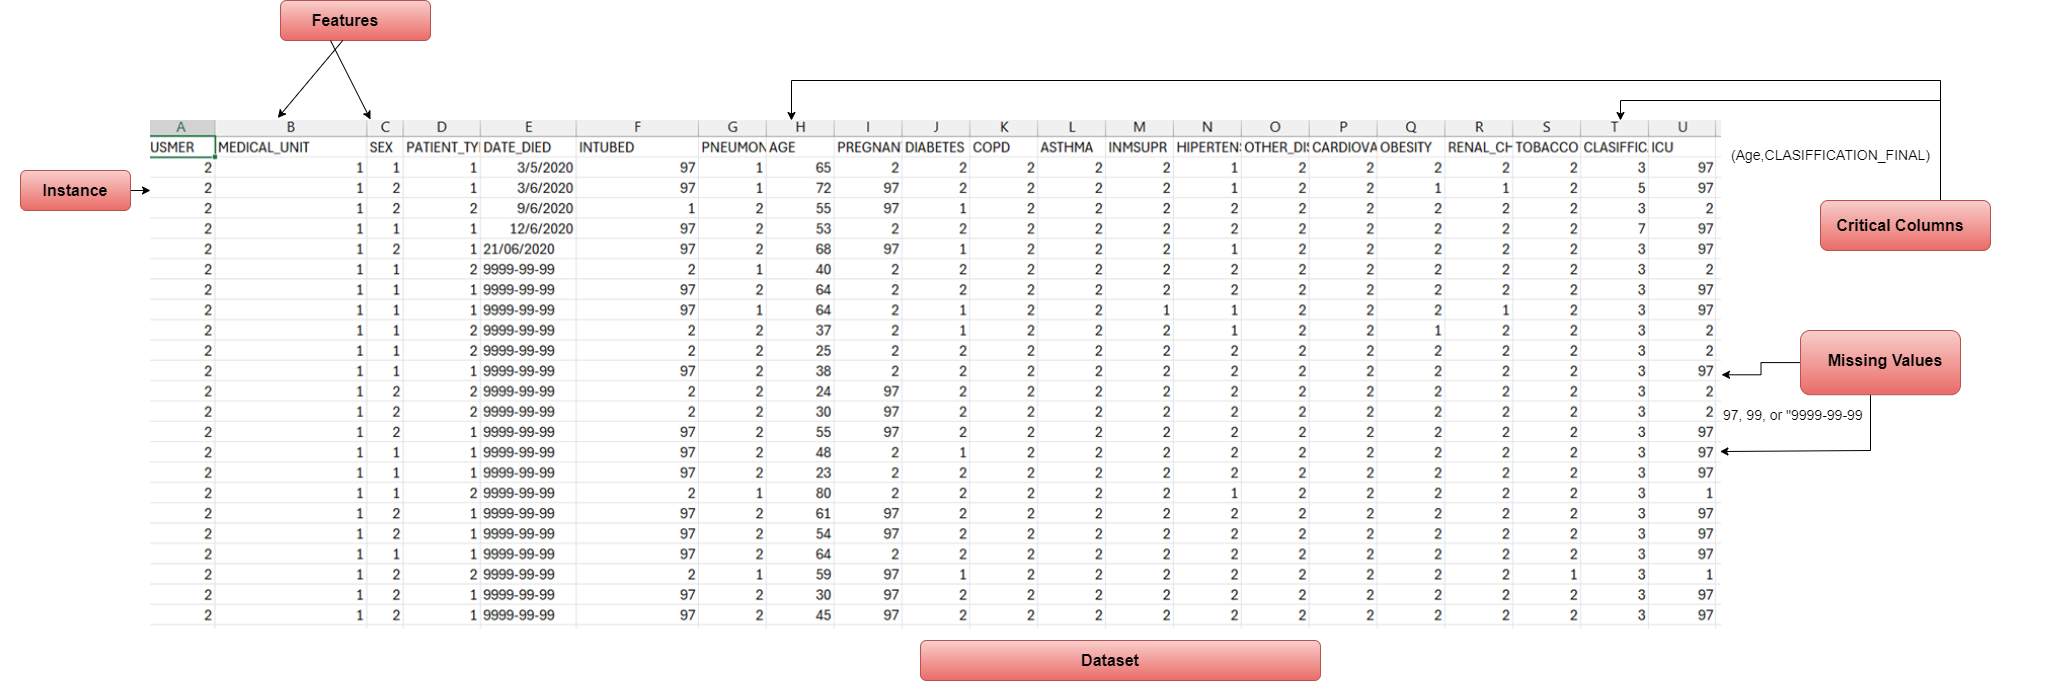 Features
A B C D E F G H I J K L M N O P Q R S T U
USMER MEDICAL_UNIT SEX PATIENT_TY DATE_DIED INTUBED PNEUMON AGE PREGNAN DIABETES COPD ASTHMA INMSUPR HIPERTEN OTHER_DIS CARDIOVA OBESITY RENAL_CH TOBACCO CLASIFFIC ICU
(Age,CLASIFFICATION_FINAL)
2 1 1 1 3/5/2020 97 1 65 2 2 2 2 2 1 2 2 2 2 2 3 97
Instance
2 1 2 1 3/6/2020 97 1 72 97 2 2 2 2 1 2 2 1 1 2 5 97
2 1 2 2 9/6/2020 1 2 55 97 1 2 2 2 2 2 2 2 2 2 3 2
Critical Columns
2 1 1 1 12/6/2020 97 2 53 2 2 2 2 2 2 2 2 2 2 2 7 97
2 1 2 1 21/06/2020 97 2 68 97 1 2 2 2 1 2 2 2 2 2 3 97
2 1 1 2 9999-99-99 2 1 40 2 2 2 2 2 2 2 2 2 2 2 3 2
2 1 1 1 9999-99-99 97 2 64 2 2 2 2 2 2 2 2 2 2 2 3 97
2 1 1 1 9999-99-99 97 1 64 2 1 2 2 1 1 2 2 2 1 2 3 97
2 1 1 2 9999-99-99 2 2 37 2 1 2 2 2 1 2 2 1 2 2 3 2
2 1 1 2 9999-99-99 2 2 25 2 2 2 2 2 2 2 2 2 2 2 3 2
Missing Values
2 1 1 1 9999-99-99 97 2 38 2 2 2 2 2 2 2 2 2 2 2 3 97
2 1 2 2 9999-99-99 2 2 24 97 2 2 2 2 2 2 2 2 2 2 3 2
2 1 2 2 9999-99-99 2 2 30 97 2 2 2 2 2 2 2 2 2 2 3 2
97, 99, or "9999-99-99
2 1 2 1 9999-99-99 97 2 55 97 2 2 2 2 2 2 2 2 2 2 3 97
2 1 1 1 9999-99-99 97 2 48 2 1 2 2 2 2 2 2 2 2 2 3 97
2 1 1 1 9999-99-99 97 2 23 2 2 2 2 2 2 2 2 2 2 2 3 97
2 1 1 2 9999-99-99 2 1 80 2 2 2 2 2 1 2 2 2 2 2 3 1
2 1 2 1 9999-99-99 97 2 61 97 2 2 2 2 2 2 2 2 2 2 3 97
2 1 2 1 9999-99-99 97 2 54 97 2 2 2 2 2 2 2 2 2 2 3 97
2 1 1 1 9999-99-99 97 2 64 2 2 2 2 2 2 2 2 2 2 2 3 97
2 1 2 2 9999-99-99 2 1 59 97 1 2 2 2 2 2 2 2 2 1 3 1
2 1 2 1 9999-99-99 97 2 30 97 2 2 2 2 2 2 2 2 2 2 3 97
2 1 2 1 9999-99-99 97 2 45 97 2 2 2 2 2 2 2 2 2 2 3 97
Dataset